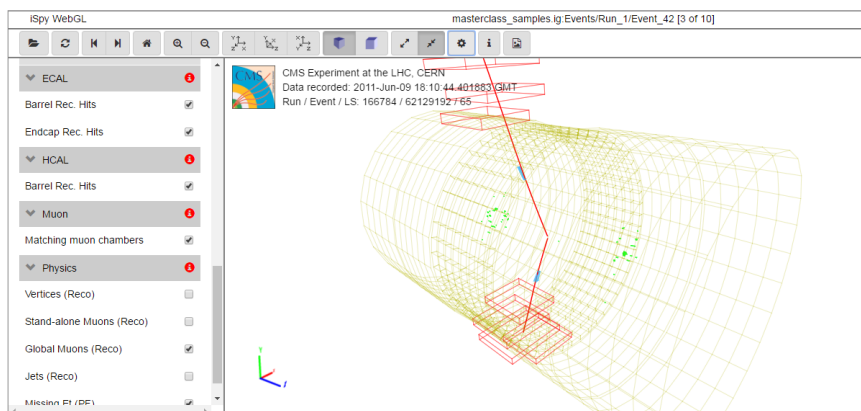 iSpy WebGL
masterclass_samples.ig:Events/Run_1/Event_42 [3 of 10]
ECAL
Barrel Rec. Hits
Endcap Rec. Hits
HCAL
Barrel Rec. Hits
Muon
Matching muon chambers
Physics
Vertices (Reco)
Stand-alone Muons (Reco)
Global Muons (Reco)
Jets (Reco)
Missing Et (PF)
CMS
CMS Experiment at the LHC, CERN
Data recorded: 2011-Jun-09 18:10:44.401883 GMT
Run / Event / LS: 166784 / 62129192 / 65